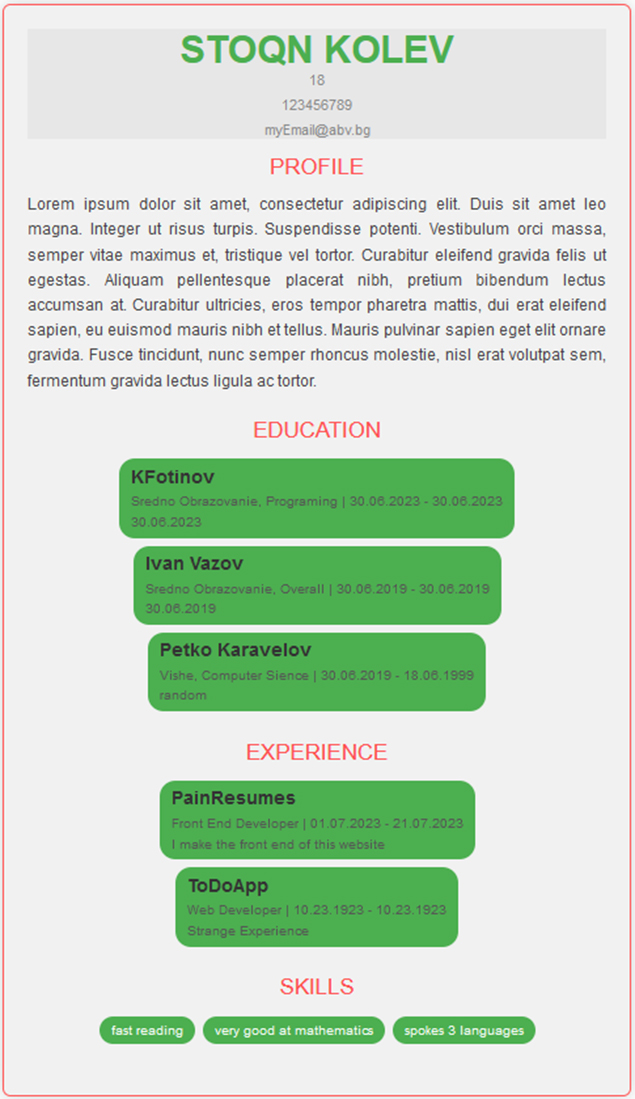 STOQN KOLEV
18
123456789
myEmail@abv.bg
PROFILE
Lorem ipsum dolor sit amet, consectetur adipiscing elit. Duis sit amet leo
magna. Integer ut risus turpis. Suspendisse potenti. Vestibulum orci massa,
semper vitae maximus et, tristique vel tortor. Curabitur eleifend gravida felis ut
egestas. Aliquam pellentesque placerat nibh, pretium bibendum lectus
accumsan at. Curabitur ultricies, eros tempor pharetra mattis, dui erat eleifend
sapien, eu euismod mauris nibh et tellus. Mauris pulvinar sapien eget elit ornare
gravida. Fusce tincidunt, nunc semper rhoncus molestie, nisl erat volutpat sem,
fermentum gravida lectus ligula ac tortor.
EDUCATION
KFotinov
Sredno Obrazovanie, Programing | 30.06.2023 - 30.06.2023
30.06.2023
Ivan Vazov
Sredno Obrazovanie, Overall | 30.06.2019 - 30.06.2019
30.06.2019
Petko Karavelov
Vishe, Computer Sience | 30.06.2019 - 18.06.1999
random
EXPERIENCE
PainResumes
Front End Developer | 01.07.2023 - 21.07.2023
I make the front end of this website
ToDoApp
Web Developer | 10.23.1923 - 10.23.1923
Strange Experience
SKILLS
fast reading very good at mathematics spokes 3 languages